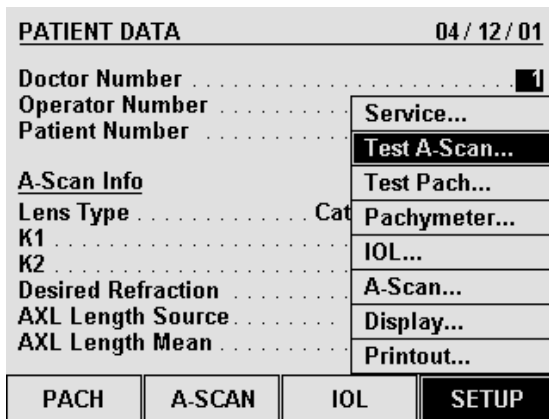 PATIENT DATA 04/12/01
Doctor Number . . . . . . . . . . . . . . . . . . . . . . . . . 1
Operator Number . . . . . . . . . .
Patient Number . . . . . . . . . .
A-Scan Info
Lens Type . . . . . . . . . . . . . Cat
K1 . . . . . . . . . . . . . . . . . . . . . .
K2 . . . . . . . . . . . . . . . . . . . . . .
Desired Refraction . . . . . . . . .
AXL Length Source . . . . . . . .
AXL Length Mean . . . . . . . . .
Service...
Test A-Scan...
Test Pach...
Pachymeter...
IOL...
A-Scan...
Display...
Printout...
PACH A-SCAN IOL SETUP